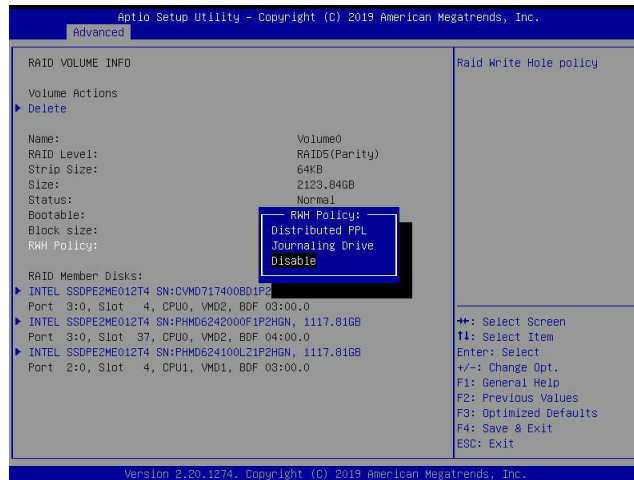 Aptio Setup Utility – Copyright (C) 2019 American Megatrends, Inc.
Advanced
RAID VOLUME INFO
Volume Actions
Delete
Name: Volume0
RAID Level: RAID5(Parity)
Strip Size: 64KB
Size: 2123.84GB
Status: Normal
Bootable:
Block size:
RWH Policy:
RWH Policy:
Distributed PPL
Journaling Drive
Disable
RAID Member Disks:
INTEL SSDPE2ME012T4 SN:CVMD717400BD1P2
Port 3:0, Slot 4, CPU0, VMD2, BDF 03:00.0
INTEL SSDPE2ME012T4 SN:PHMD6242000F1P2HGN, 1117.81GB
Port 3:0, Slot 37, CPU0, VMD2, BDF 04:00.0
INTEL SSDPE2ME012T4 SN:PHMD624100LZ1P2HGN, 1117.81GB
Port 2:0, Slot 4, CPU1, VMD1, BDF 03:00.0
Raid Write Hole policy
→←: Select Screen
↑↓: Select Item
Enter: Select
+/-: Change Opt.
F1: General Help
F2: Previous Values
F3: Optimized Defaults
F4: Save & Exit
ESC: Exit
Version 2.20.1274. Copyright (C) 2019 American Megatrends, Inc.